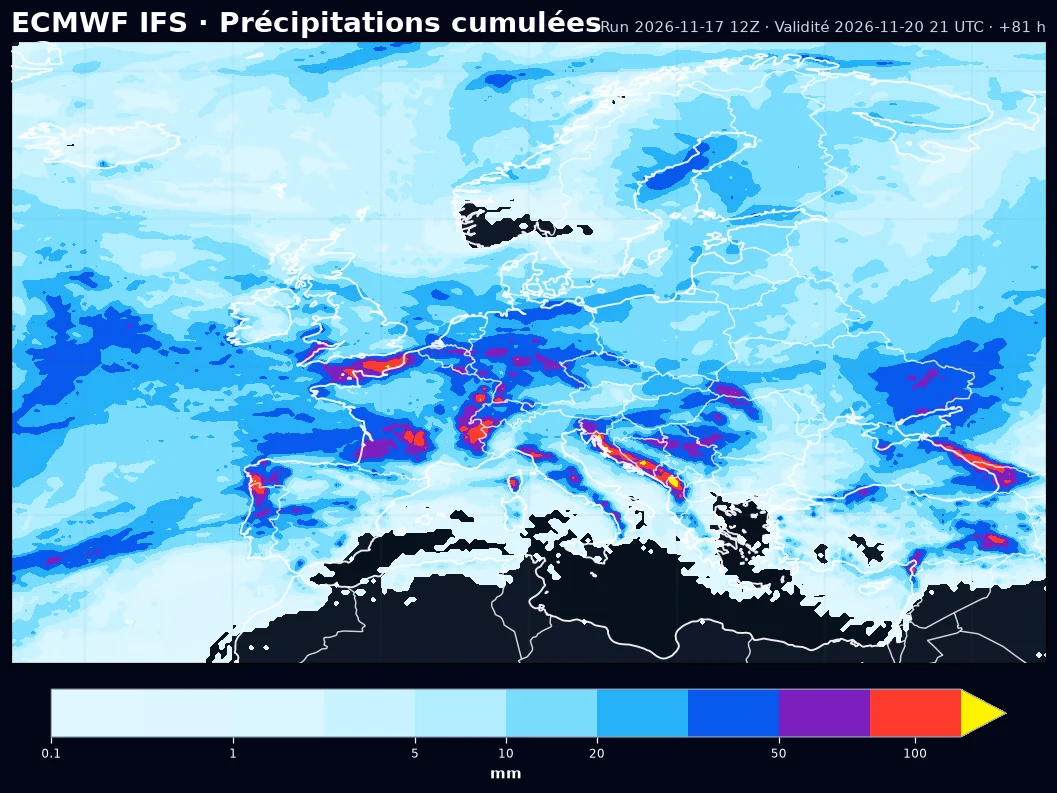 ECMWF IFS · Précipitations cumulées
Run 2026-11-17 12Z · Validité 2026-11-20 21 UTC · +81 h
0.1 1 5 10 20 50 100
mm